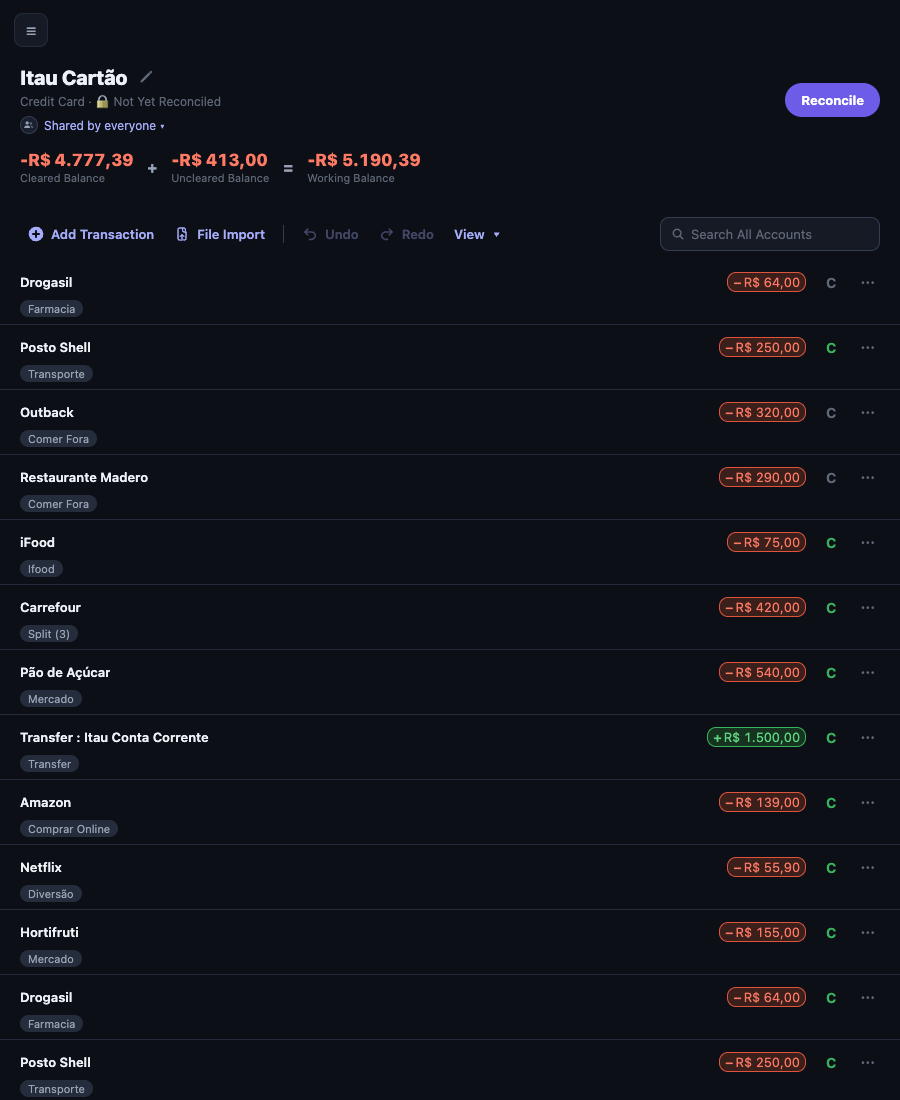 Itau Cartão
Credit Card · 🔒 Not Yet Reconciled
Shared by everyone ▾
Reconcile
-R$ 4.777,39 + -R$ 413,00 = -R$ 5.190,39
Cleared Balance Uncleared Balance Working Balance
Add Transaction File Import Undo Redo View ▼ Search All Accounts
Drogasil −R$ 64,00 C ···
Farmacia
Posto Shell −R$ 250,00 C ···
Transporte
Outback −R$ 320,00 C ···
Comer Fora
Restaurante Madero −R$ 290,00 C ···
Comer Fora
iFood −R$ 75,00 C ···
Ifood
Carrefour −R$ 420,00 C ···
Split (3)
Pão de Açúcar −R$ 540,00 C ···
Mercado
Transfer : Itau Conta Corrente +R$ 1.500,00 C ···
Transfer
Amazon −R$ 139,00 C ···
Comprar Online
Netflix −R$ 55,90 C ···
Diversão
Hortifruti −R$ 155,00 C ···
Mercado
Drogasil −R$ 64,00 C ···
Farmacia
Posto Shell −R$ 250,00 C ···
Transporte